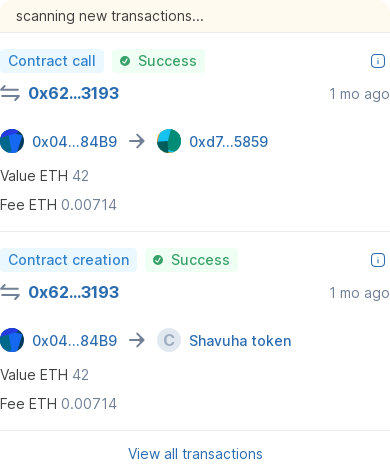 scanning new transactions...
Contract call Success
0x62...3193 1 mo ago
0x04...84B9 0xd7...5859
Value ETH 42
Fee ETH 0.00714
Contract creation Success
0x62...3193 1 mo ago
0x04...84B9 C Shavuha token
Value ETH 42
Fee ETH 0.00714
View all transactions